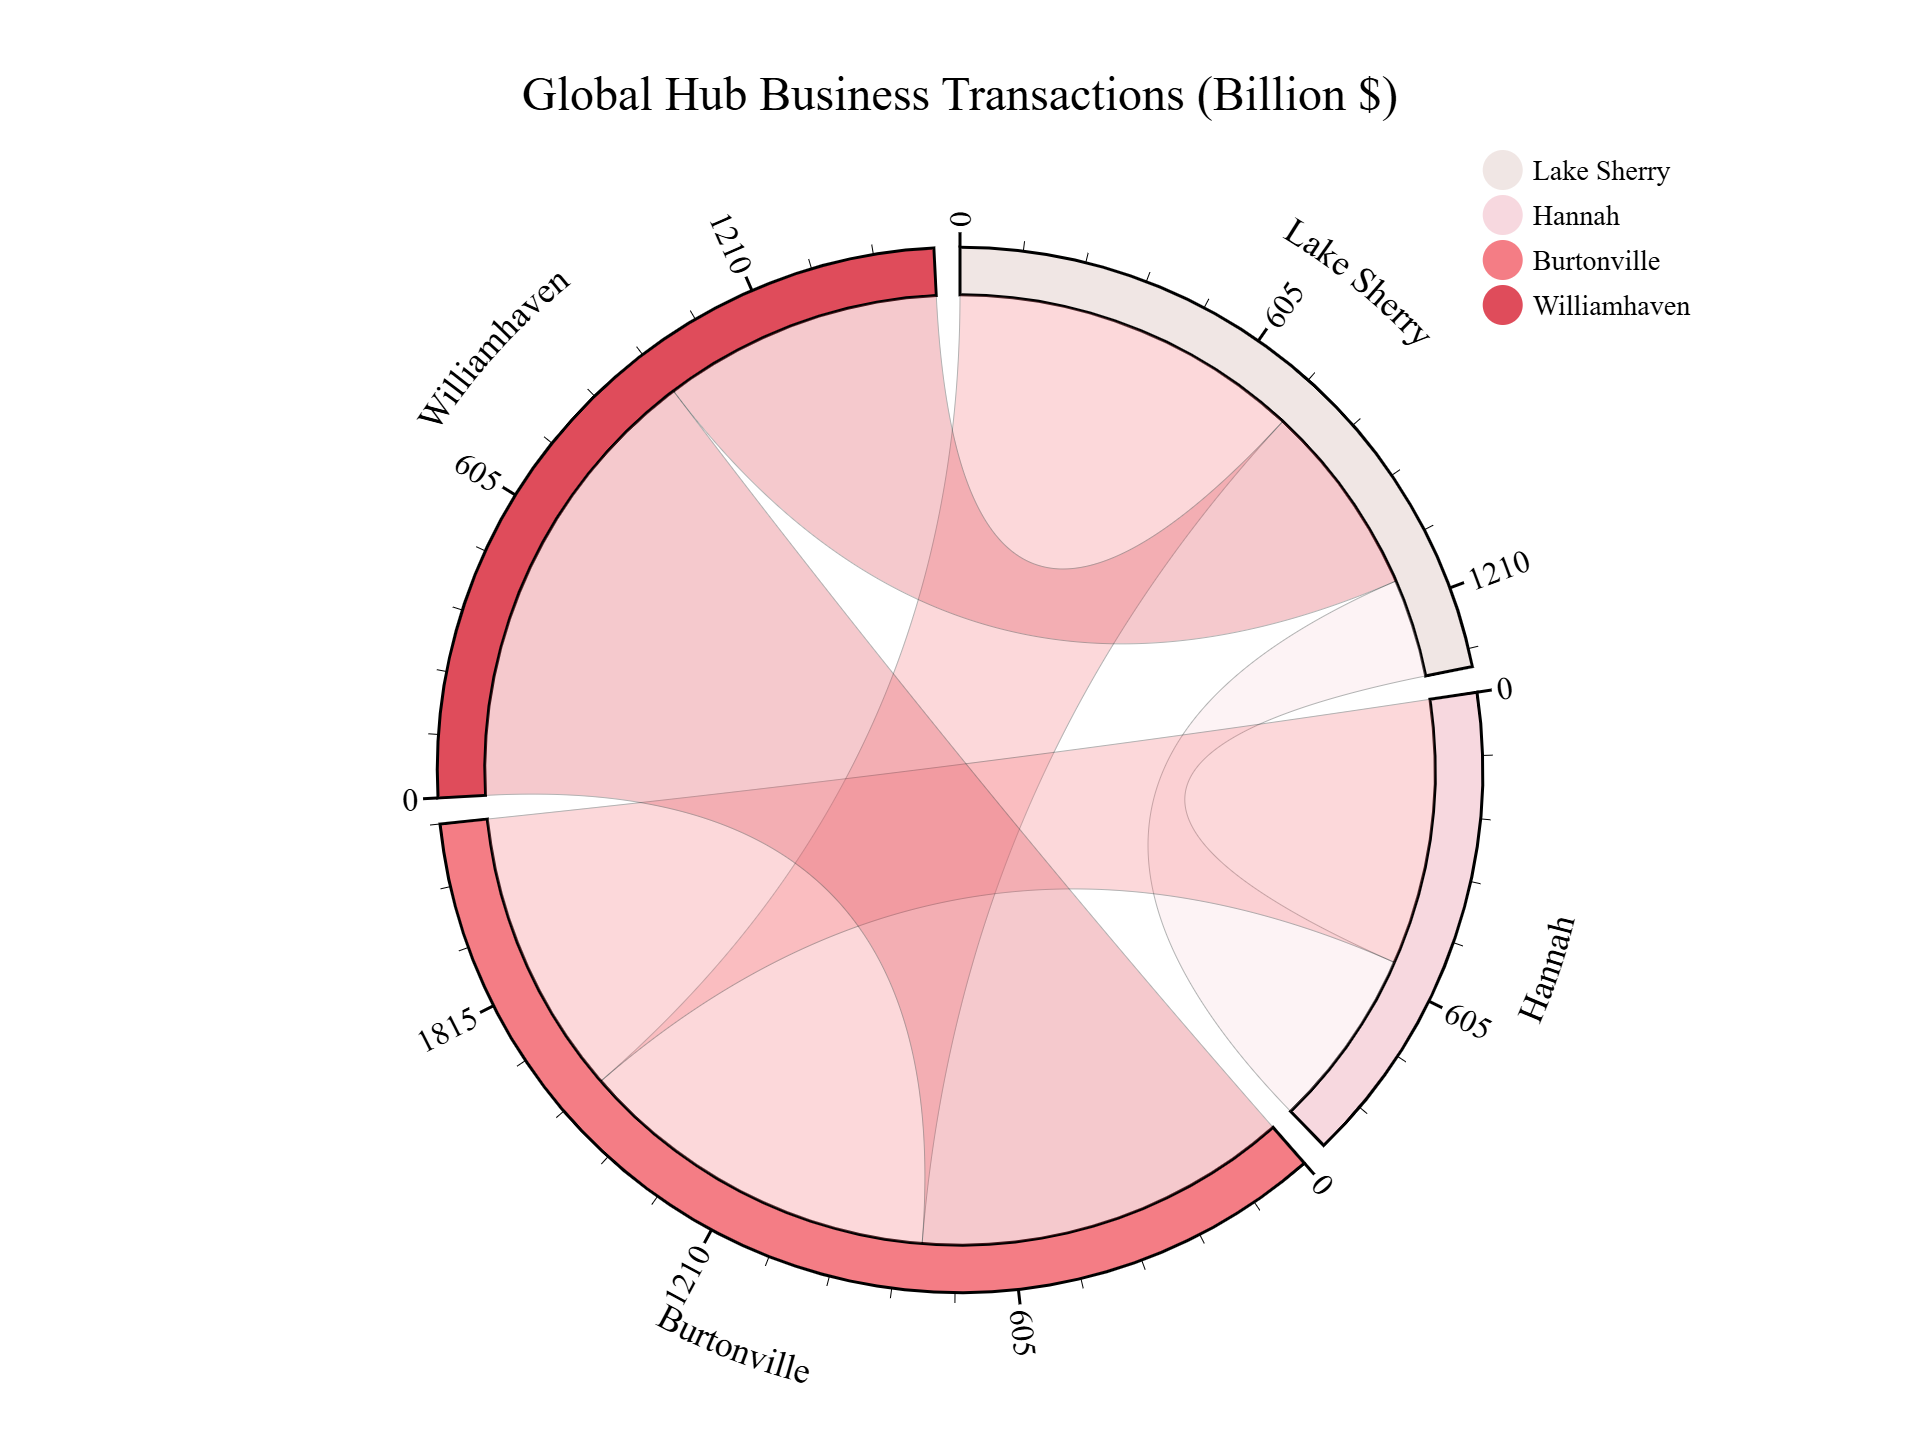 Global Hub Business Transactions (Billion $)
Lake Sherry
Hannah
Burtonville
Williamhaven
0
605
1210
Lake Sherry
0
605
Hannah
0
605
1210
1815
Burtonville
0
605
1210
Williamhaven